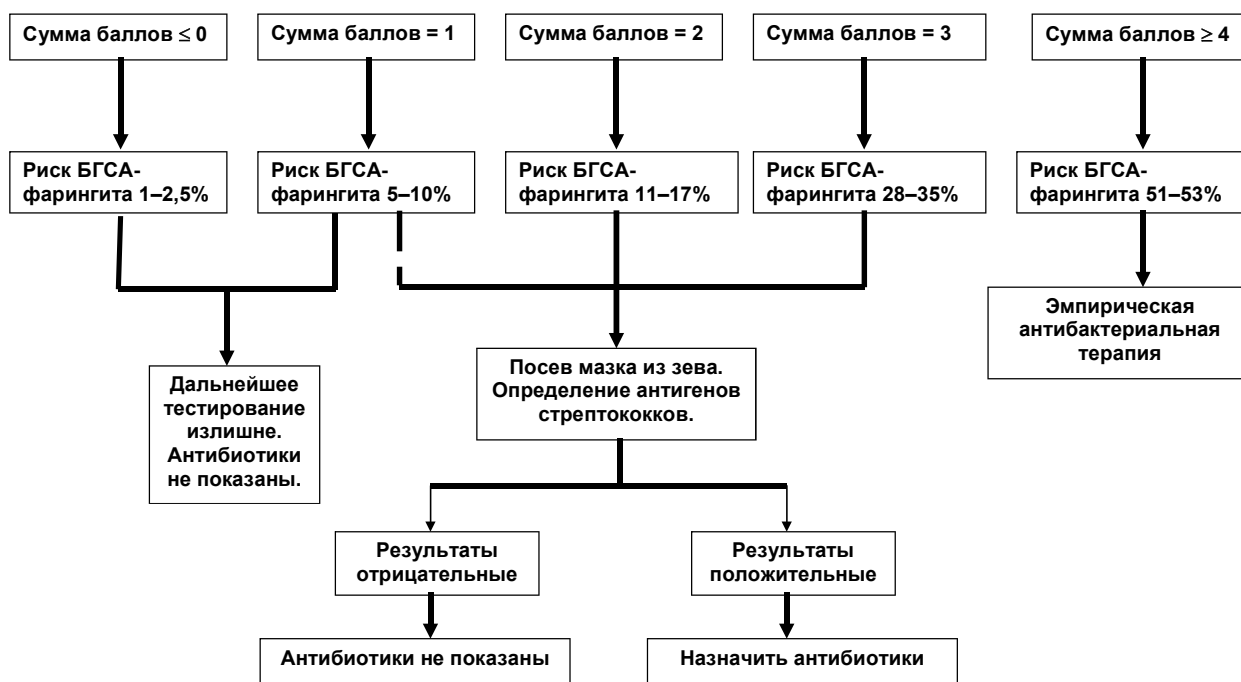 Сумма баллов ≤ 0
Сумма баллов = 1
Сумма баллов = 2
Сумма баллов = 3
Сумма баллов ≥ 4
Риск БГСА-
фарингита 1–2,5%
Риск БГСА-
фарингита 5–10%
Риск БГСА-
фарингита 11–17%
Риск БГСА-
фарингита 28–35%
Риск БГСА-
фарингита 51–53%
Эмпирическая
антибактериальная
терапия
Дальнейшее
тестирование
излишне.
Антибиотики
не показаны.
Посев мазка из зева.
Определение антигенов
стрептококков.
Результаты
отрицательные
Результаты
положительные
Антибиотики не показаны
Назначить антибиотики